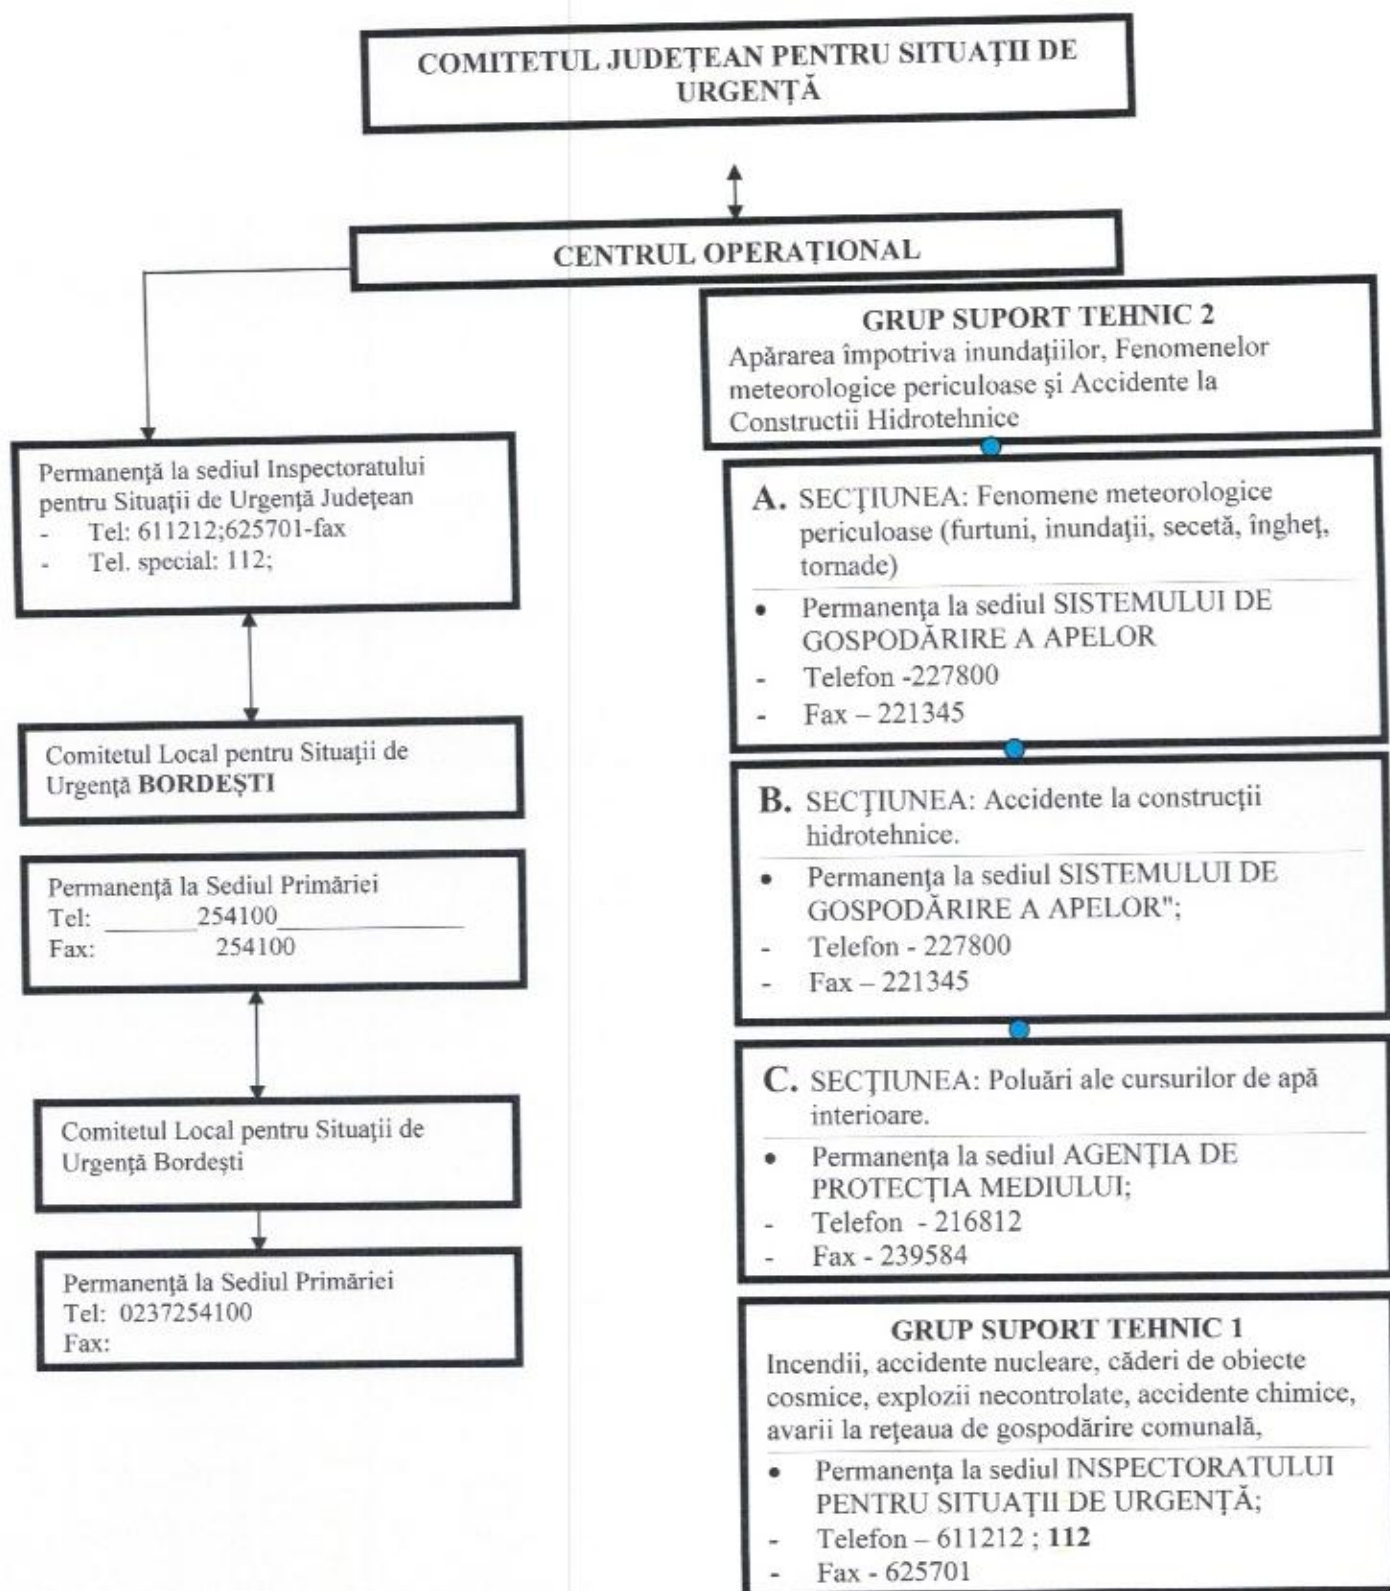 COMITETUL JUDEȚEAN PENTRU SITUAȚII DE
URGENȚĂ
CENTRUL OPERAȚIONAL
Permanență la sediul Inspectoratului
pentru Situații de Urgență Județean
- Tel: 611212;625701-fax
- Tel. special: 112;
Comitetul Local pentru Situații de
Urgență BORDEȘTI
Permanență la Sediul Primăriei
Tel: 254100
Fax: 254100
Comitetul Local pentru Situații de
Urgență Bordești
Permanență la Sediul Primăriei
Tel: 0237254100
Fax:
GRUP SUPORT TEHNIC 2
Apărarea împotriva inundațiilor, Fenomenelor
meteorologice periculoase și Accidente la
Constructii Hidrotehnice
A. SECȚIUNEA: Fenomene meteorologice
periculoase (furtuni, inundații, secetă, îngheț,
tornade)
• Permanența la sediul SISTEMULUI DE
GOSPODĂRIRE A APELOR
- Telefon -227800
- Fax – 221345
B. SECȚIUNEA: Accidente la construcții
hidrotehnice.
• Permanența la sediul SISTEMULUI DE
GOSPODĂRIRE A APELOR";
- Telefon - 227800
- Fax – 221345
C. SECȚIUNEA: Poluări ale cursurilor de apă
interioare.
• Permanența la sediul AGENȚIA DE
PROTECȚIA MEDIULUI;
- Telefon - 216812
- Fax - 239584
GRUP SUPORT TEHNIC 1
Incendii, accidente nucleare, căderi de obiecte
cosmice, explozii necontrolate, accidente chimice,
avarii la rețeaua de gospodărire comunală,
• Permanența la sediul INSPECTORATULUI
PENTRU SITUAȚII DE URGENȚĂ;
- Telefon – 611212 ; 112
- Fax - 625701